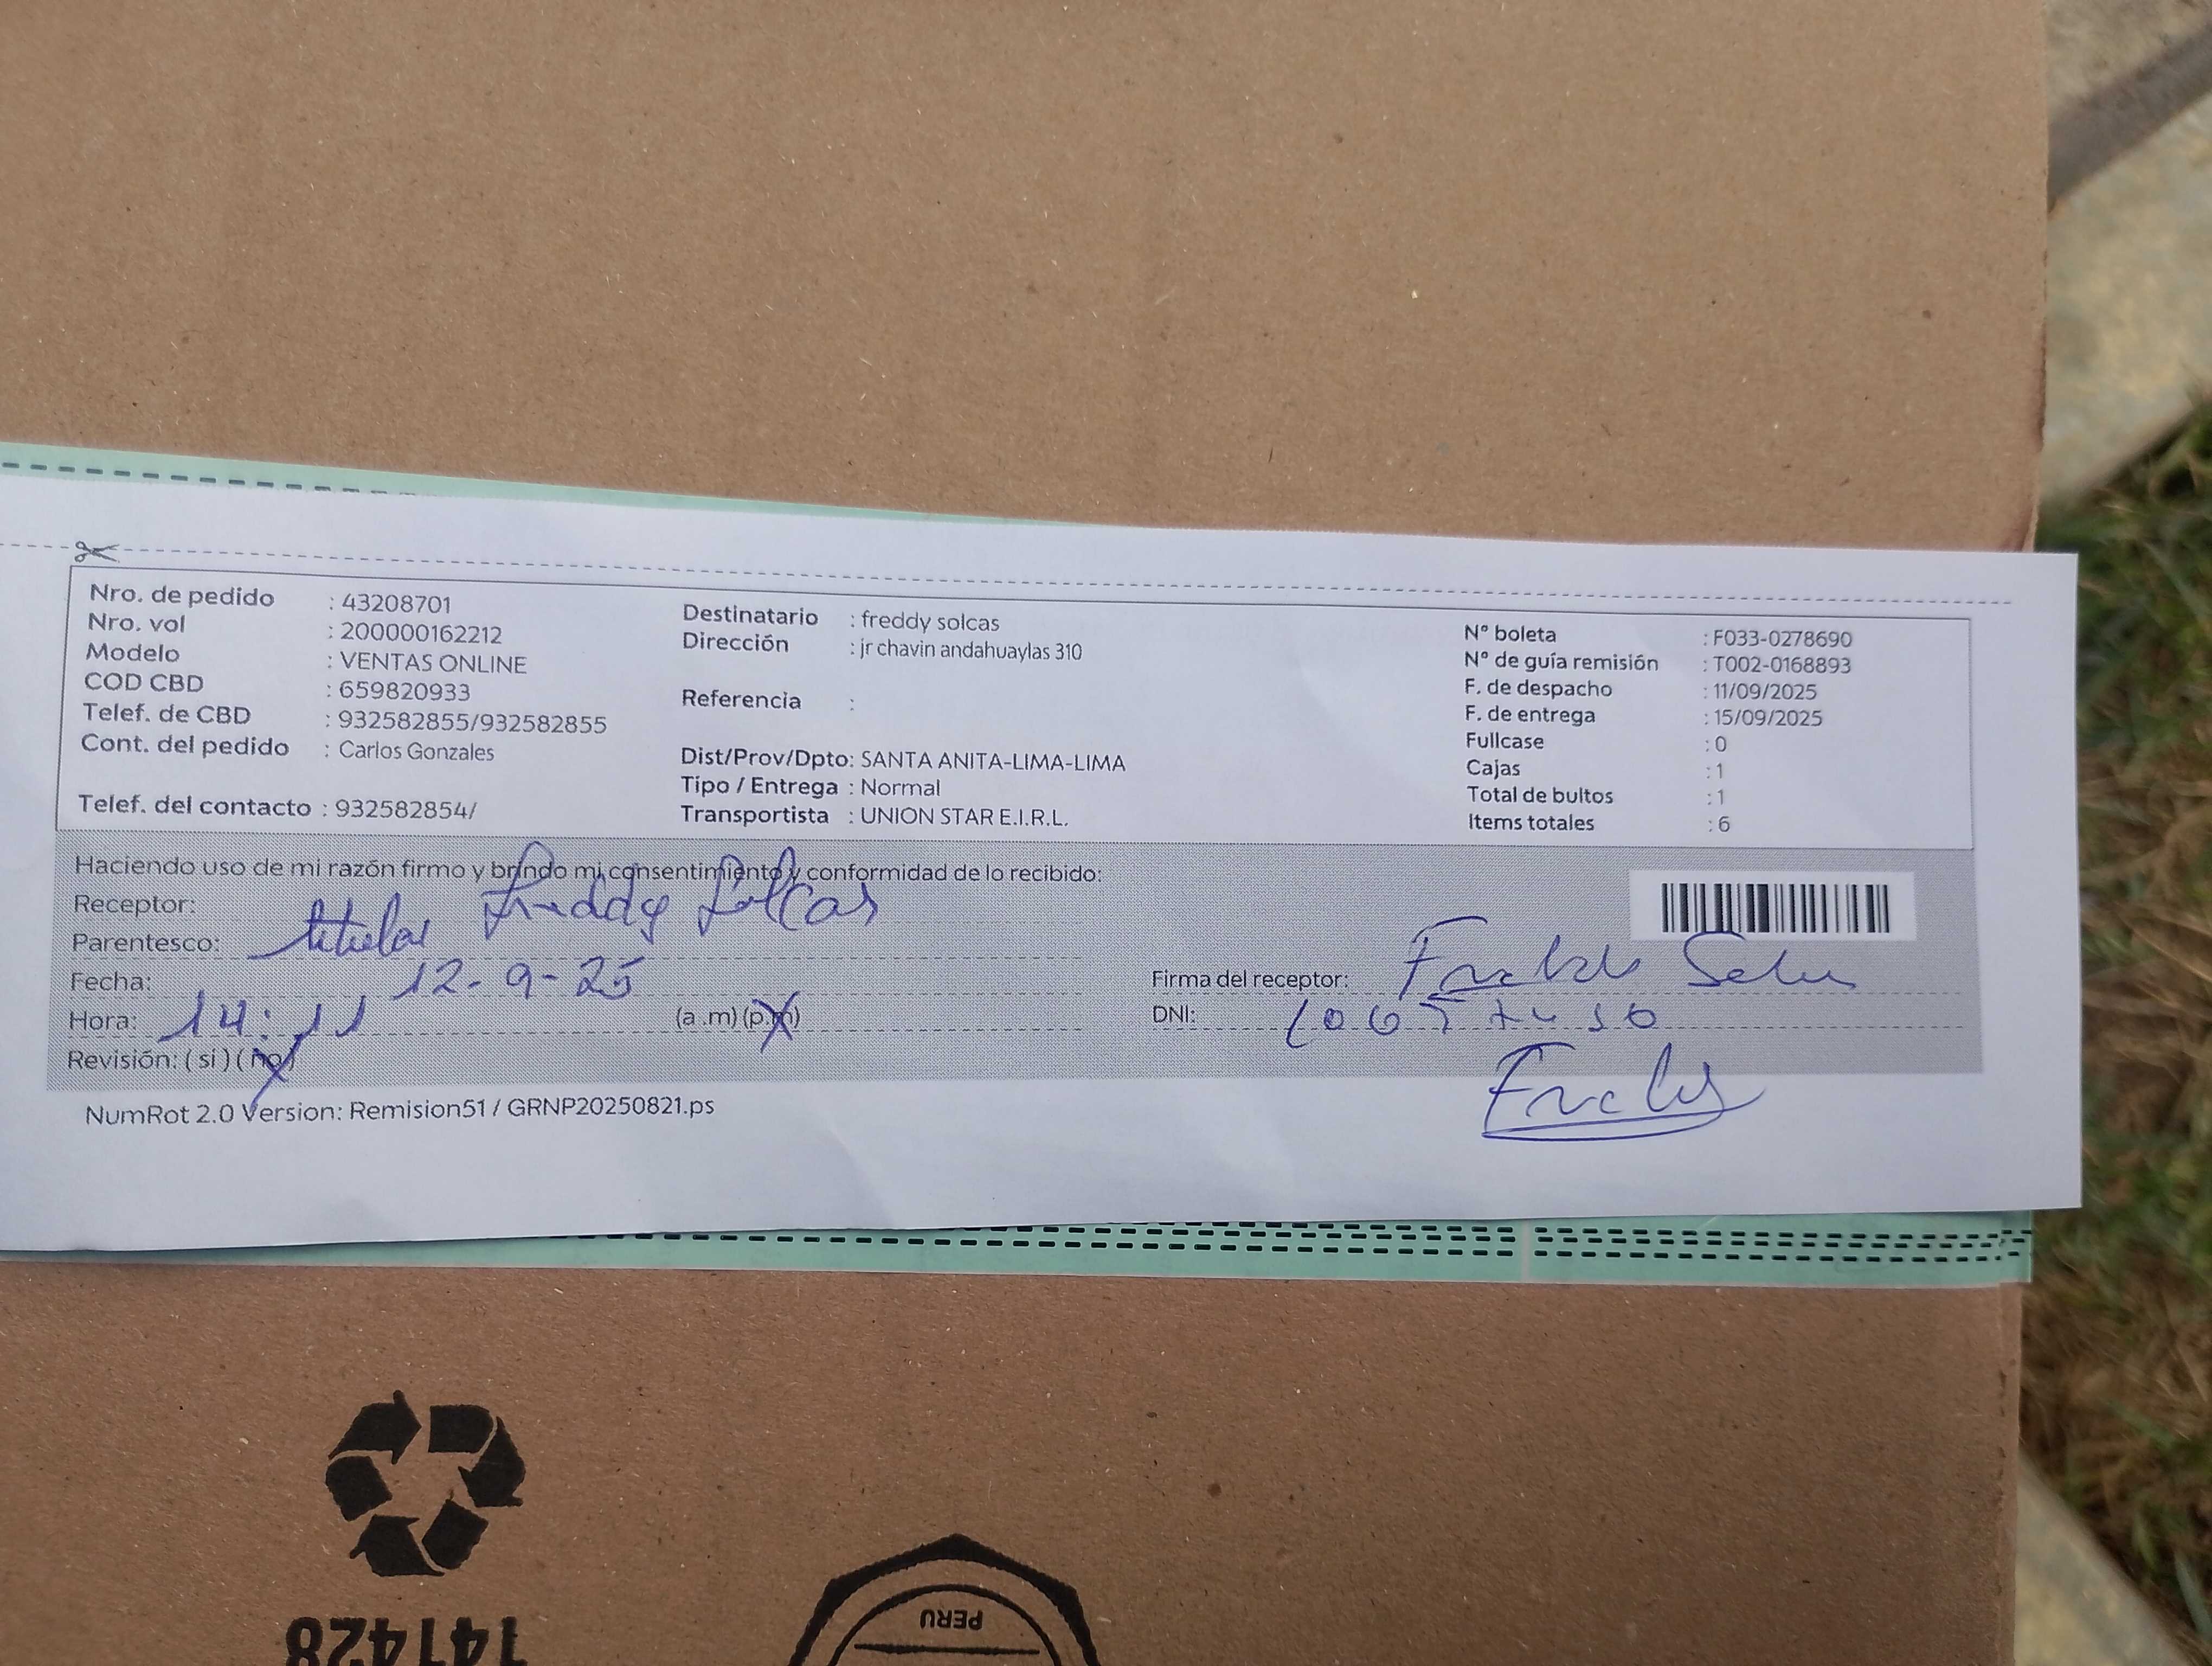 Nro. de pedido : 43208701
Nro. vol : 200000162212
Modelo : VENTAS ONLINE
COD CBD : 659820933
Telef. de CBD : 932582855/932582855
Cont. del pedido : Carlos Gonzales
Telef. del contacto : 932582854/
Destinatario : freddy solcas
Dirección : jr chavin andahuaylas 310
Referencia :
Dist/Prov/Dpto: SANTA ANITA-LIMA-LIMA
Tipo / Entrega : Normal
Transportista : UNION STAR E.I.R.L.
N° boleta : F033-0278690
N° de guía remisión : T002-0168893
F. de despacho : 11/09/2025
F. de entrega : 15/09/2025
Fullcase : 0
Cajas : 1
Total de bultos : 1
Items totales : 6
Haciendo uso de mi razón firmo y brindo mi consentimiento y conformidad de lo recibido:
Receptor: Freddy Solcas
Parentesco: titular
Fecha: 12-9-25
Hora: 14:11 (a.m) (p.m)
Revisión: ( si ) ( no )
Firma del receptor:
DNI:
NumRot 2.0 Version: Remision51 / GRNP20250821.ps
141428
PERU